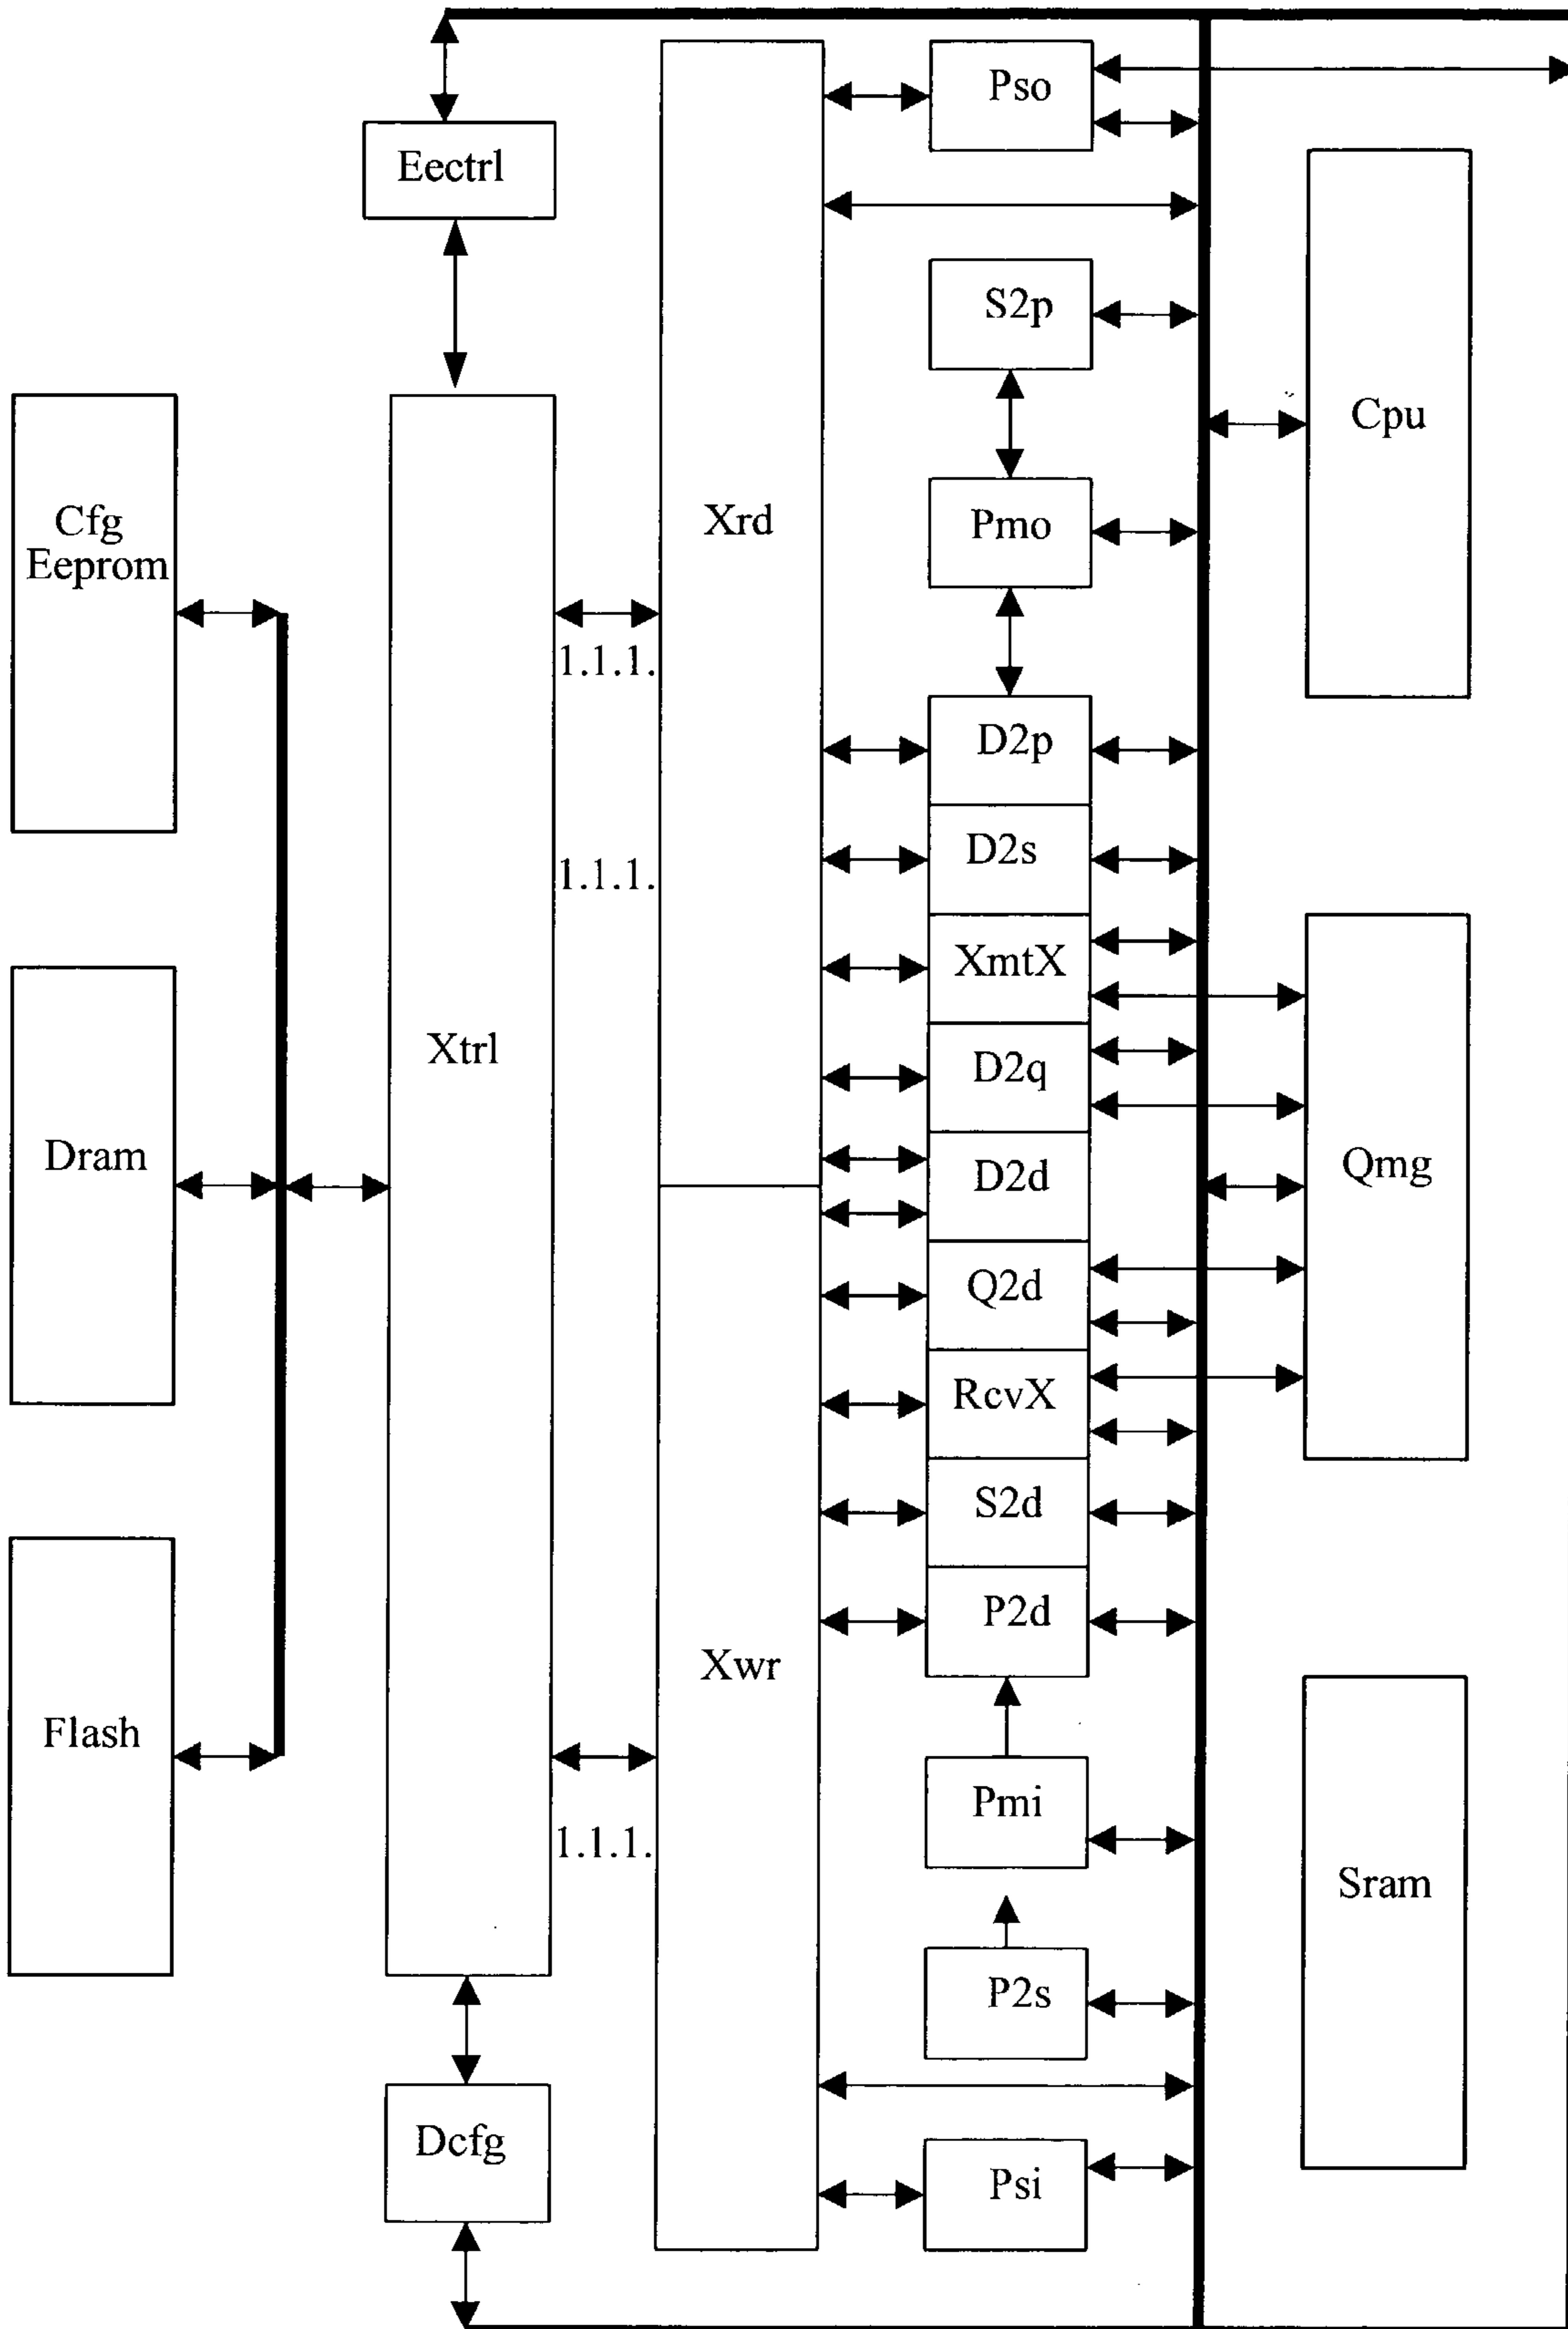 Pso
Eectrl
S2p
Cpu
Cfg
Eeprom
Xrd
Pmo
1.1.1.
D2p
D2s
1.1.1.
XmtX
Xtrl
D2q
Dram
D2d
Qmg
Q2d
RcvX
S2d
P2d
Xwr
Flash
Pmi
1.1.1.
Sram
P2s
Dcfg
Psi